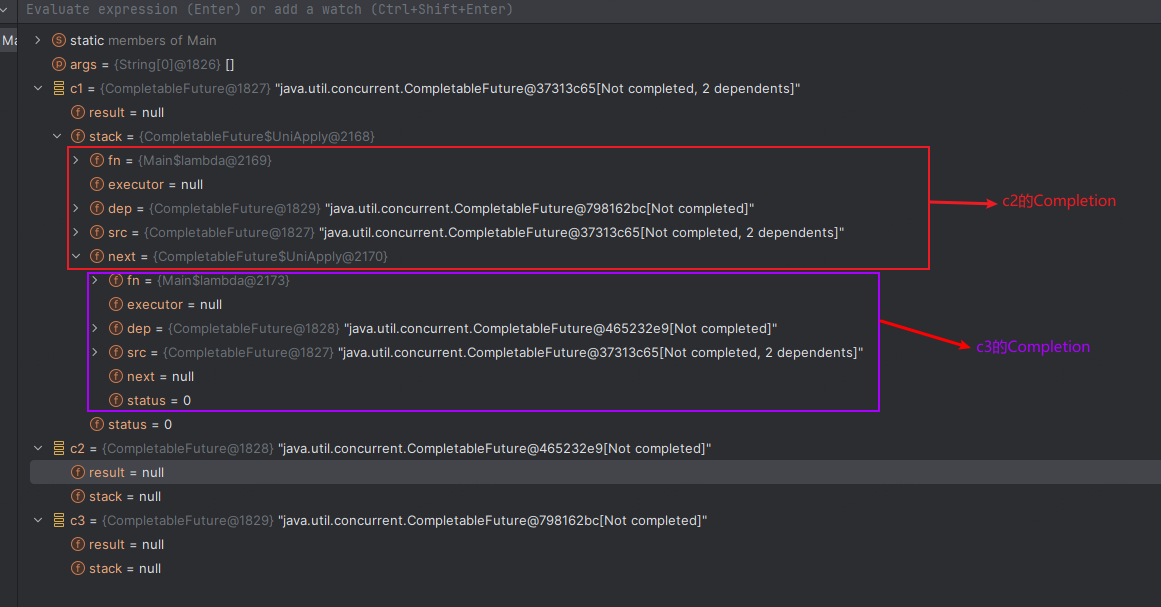 Evaluate expression (Enter) or add a watch (Ctrl+Shift+Enter)
static members of Main
args = {String[0]@1826} []
c1 = {CompletableFuture@1827} "java.util.concurrent.CompletableFuture@37313c65[Not completed, 2 dependents]"
result = null
stack = {CompletableFuture$UniApply@2168}
fn = {Main$lambda@2169}
executor = null
dep = {CompletableFuture@1829} "java.util.concurrent.CompletableFuture@798162bc[Not completed]"
c2的Completion
src = {CompletableFuture@1827} "java.util.concurrent.CompletableFuture@37313c65[Not completed, 2 dependents]"
next = {CompletableFuture$UniApply@2170}
fn = {Main$lambda@2173}
executor = null
dep = {CompletableFuture@1828} "java.util.concurrent.CompletableFuture@465232e9[Not completed]"
c3的Completion
src = {CompletableFuture@1827} "java.util.concurrent.CompletableFuture@37313c65[Not completed, 2 dependents]"
next = null
status = 0
status = 0
c2 = {CompletableFuture@1828} "java.util.concurrent.CompletableFuture@465232e9[Not completed]"
result = null
stack = null
c3 = {CompletableFuture@1829} "java.util.concurrent.CompletableFuture@798162bc[Not completed]"
result = null
stack = null